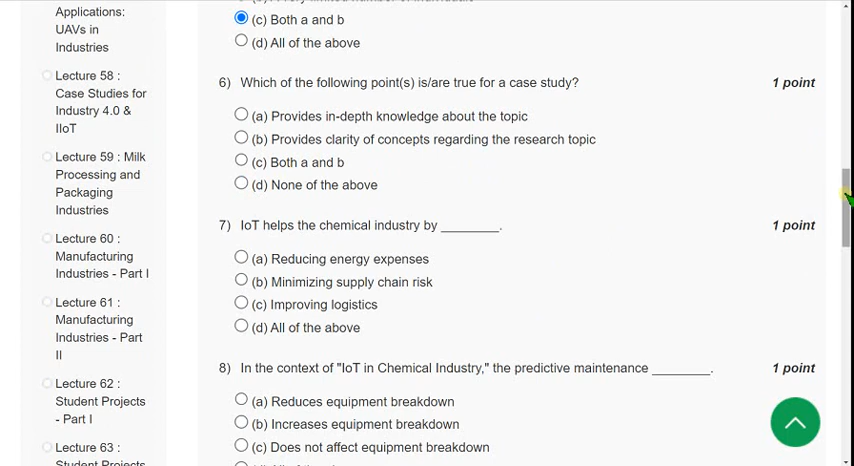 Applications:
UAVs in
Industries
Lecture 58 :
Case Studies for
Industry 4.0 &
IIoT
Lecture 59 : Milk
Processing and
Packaging
Industries
Lecture 60 :
Manufacturing
Industries - Part I
Lecture 61 :
Manufacturing
Industries - Part
II
Lecture 62 :
Student Projects
- Part I
Lecture 63 :
Student Projects
(c) Both a and b
(d) All of the above
6) Which of the following point(s) is/are true for a case study? 1 point
(a) Provides in-depth knowledge about the topic
(b) Provides clarity of concepts regarding the research topic
(c) Both a and b
(d) None of the above
7) IoT helps the chemical industry by ________. 1 point
(a) Reducing energy expenses
(b) Minimizing supply chain risk
(c) Improving logistics
(d) All of the above
8) In the context of "IoT in Chemical Industry," the predictive maintenance ________. 1 point
(a) Reduces equipment breakdown
(b) Increases equipment breakdown
(c) Does not affect equipment breakdown